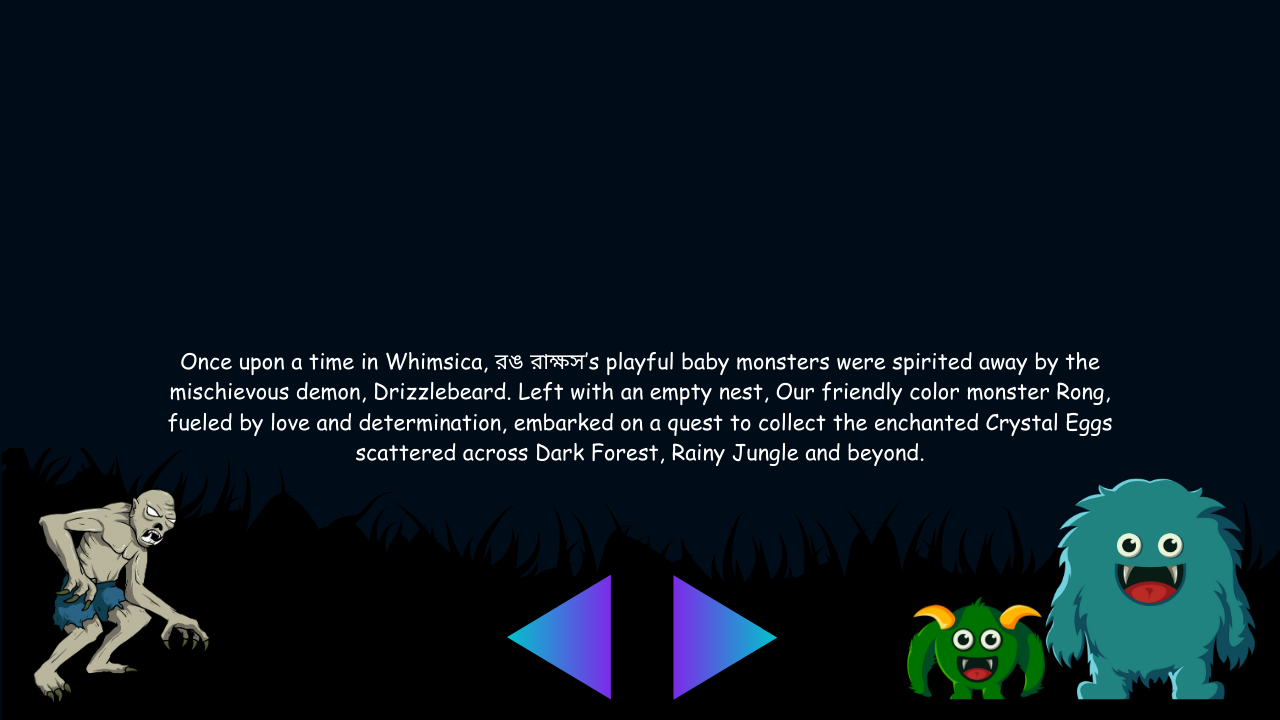 Once upon a time in Whimsica, রঙ রাক্ষস's playful baby monsters were spirited away by the
mischievous demon, Drizzlebeard. Left with an empty nest, Our friendly color monster Rong,
fueled by love and determination, embarked on a quest to collect the enchanted Crystal Eggs
scattered across Dark Forest, Rainy Jungle and beyond.